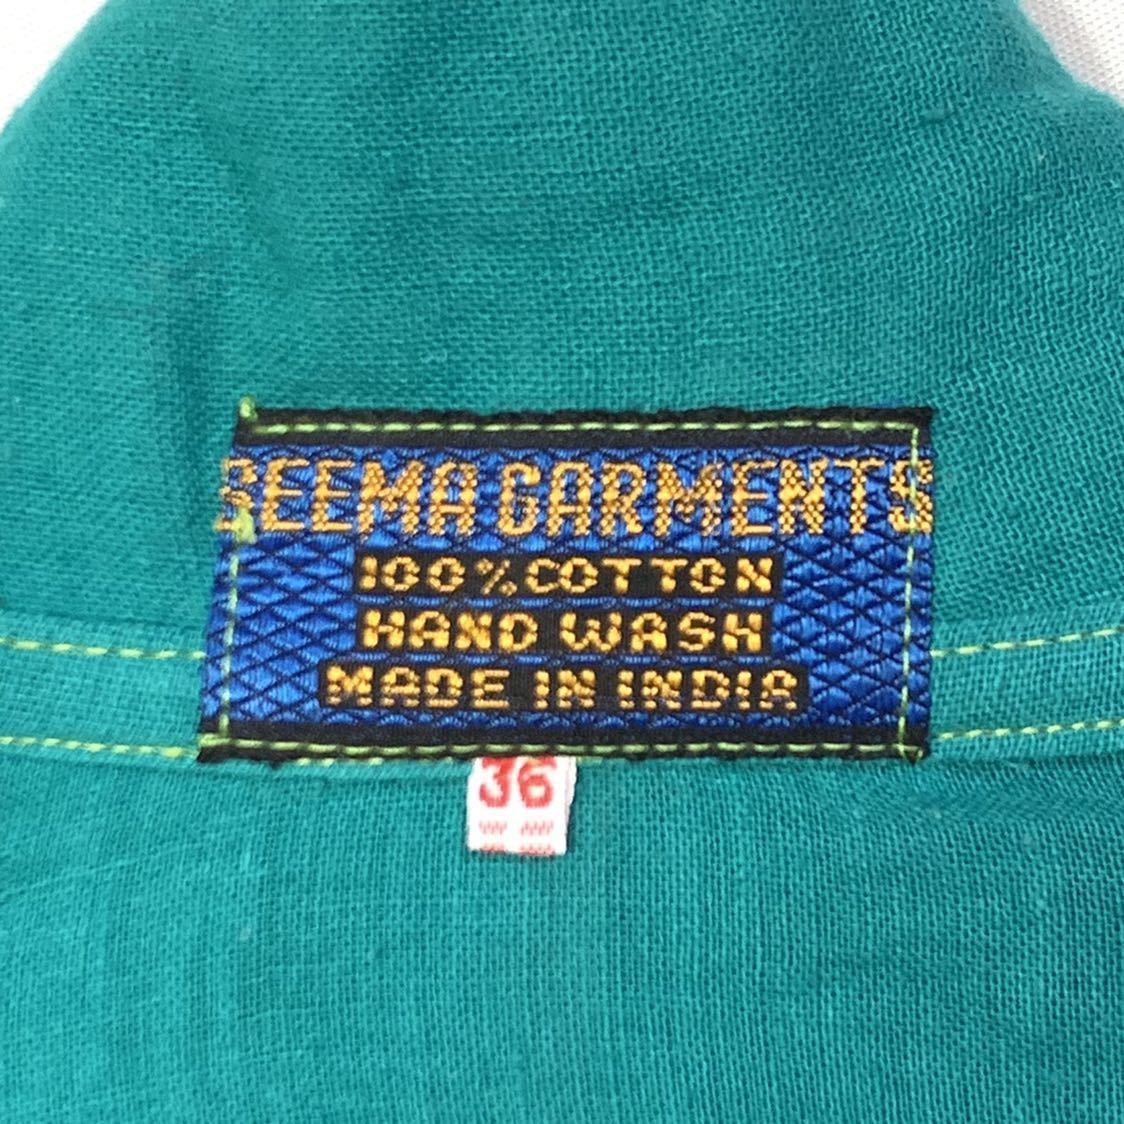 SEEMA GARMENTS
100% COTTON
HAND WASH
MADE IN INDIA
36